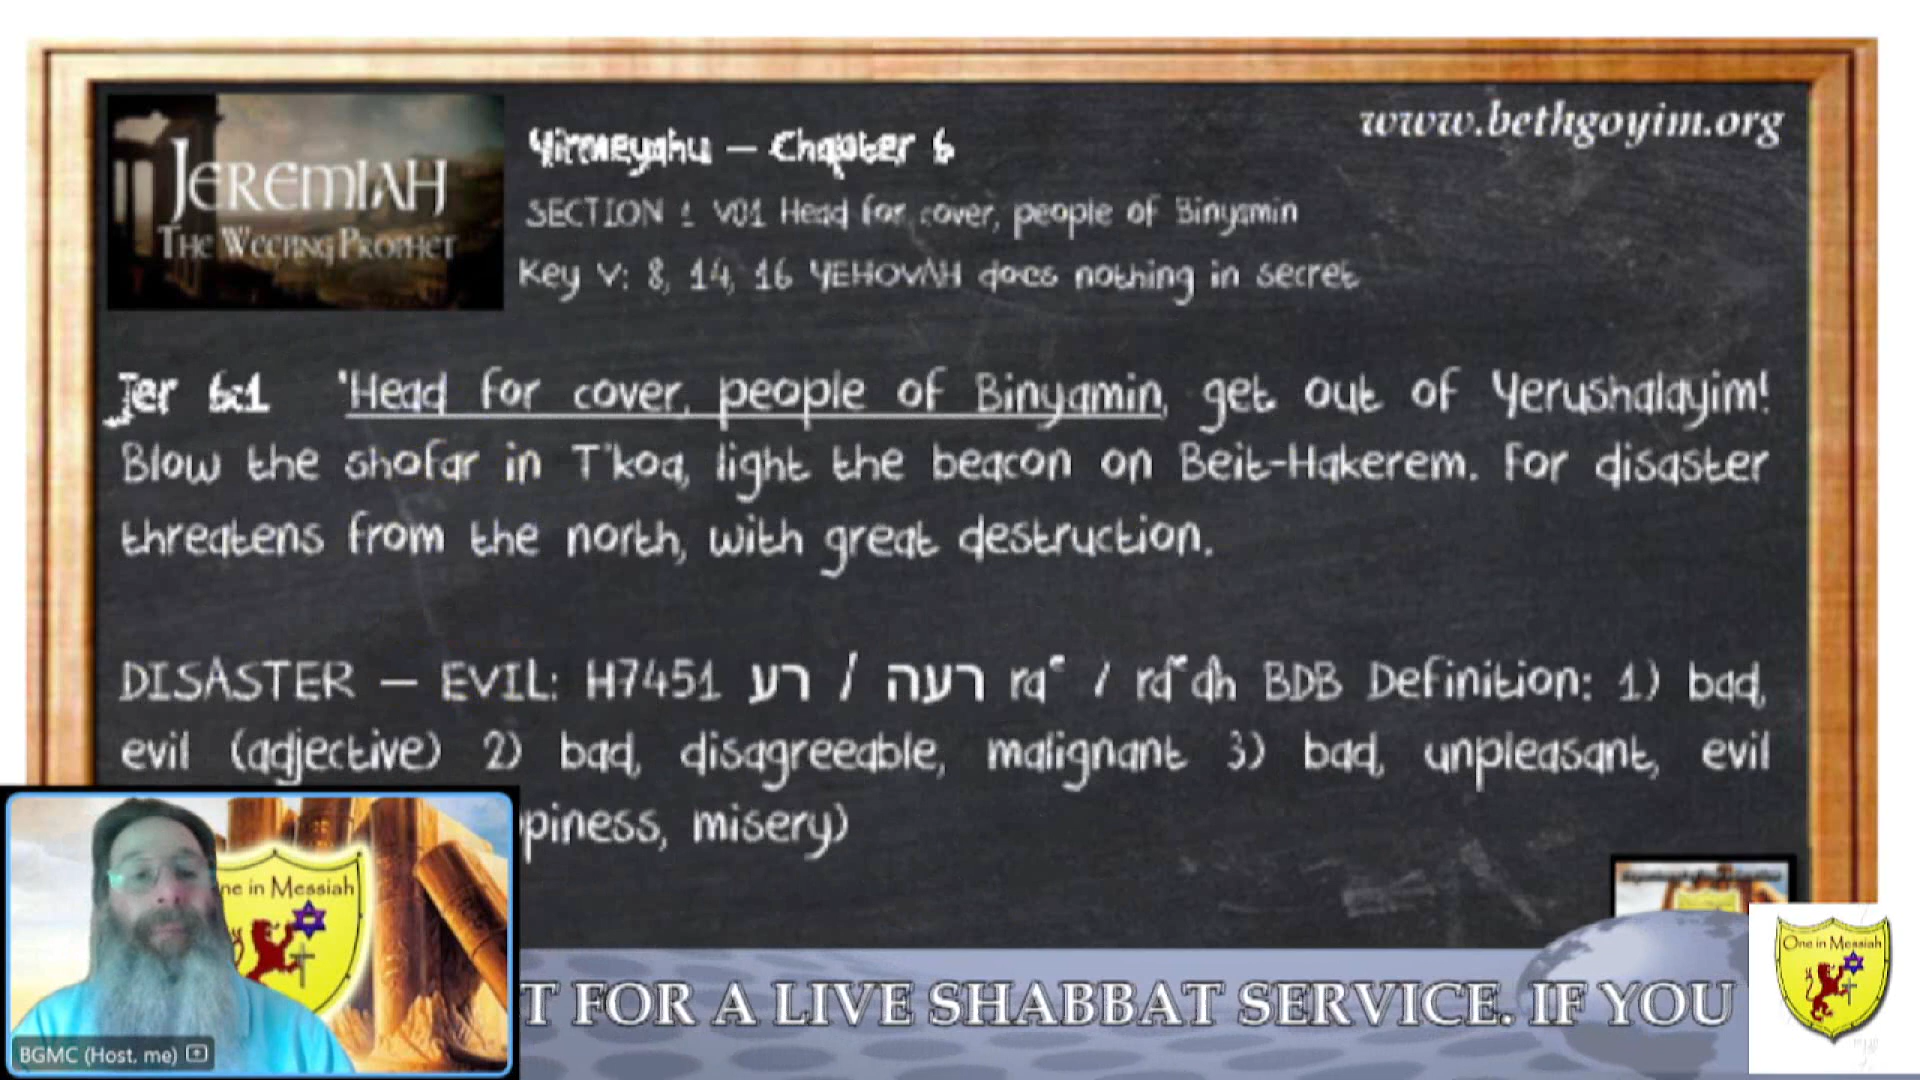 www.bethgoyim.org
JEREMIAH
THE WEEPING PROPHET
Yirmeyahu – Chapter 6
SECTION 1 V01 Head for cover, people of Binyamin
Key V: 8, 14, 16 YEHOVAH does nothing in secret
Jer 6:1 'Head for cover, people of Binyamin, get out of Yerushalayim!
Blow the shofar in T'koa, light the beacon on Beit-Hakerem. For disaster
threatens from the north, with great destruction.
DISASTER – EVIL: H7451 רע / רעה ra‛ / râ‛âh BDB Definition: 1) bad,
evil (adjective) 2) bad, disagreeable, malignant 3) bad, unpleasant, evil
piness, misery)
ne in Messiah
BGMC (Host, me)
T FOR A LIVE SHABBAT SERVICE. IF YOU
One in Messiah